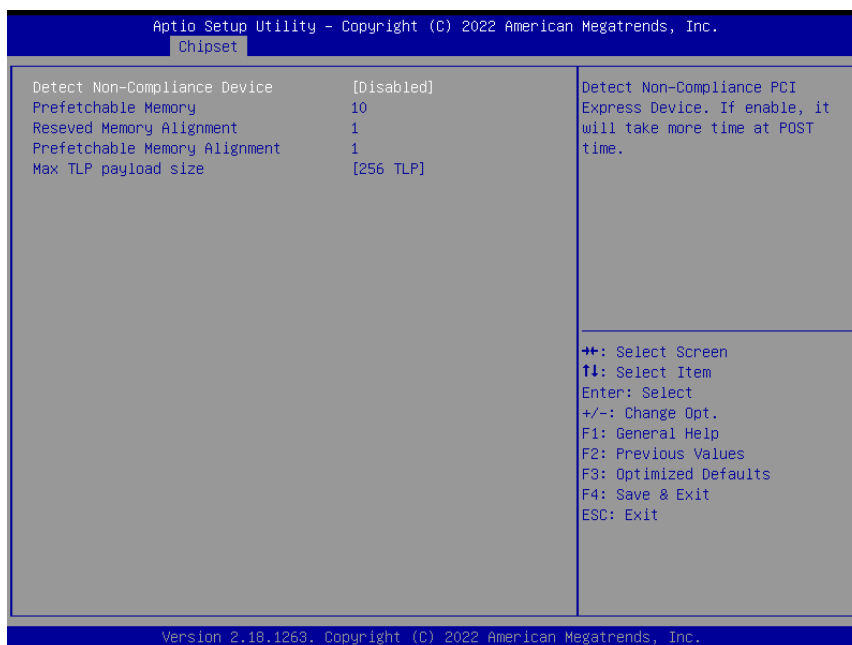 Aptio Setup Utility – Copyright (C) 2022 American Megatrends, Inc.
Chipset
Detect Non-Compliance Device [Disabled]
Prefetchable Memory 10
Reseved Memory Alignment 1
Prefetchable Memory Alignment 1
Max TLP payload size [256 TLP]
Detect Non-Compliance PCI
Express Device. If enable, it
will take more time at POST
time.
→←: Select Screen
↑↓: Select Item
Enter: Select
+/-: Change Opt.
F1: General Help
F2: Previous Values
F3: Optimized Defaults
F4: Save & Exit
ESC: Exit
Version 2.18.1263. Copyright (C) 2022 American Megatrends, Inc.